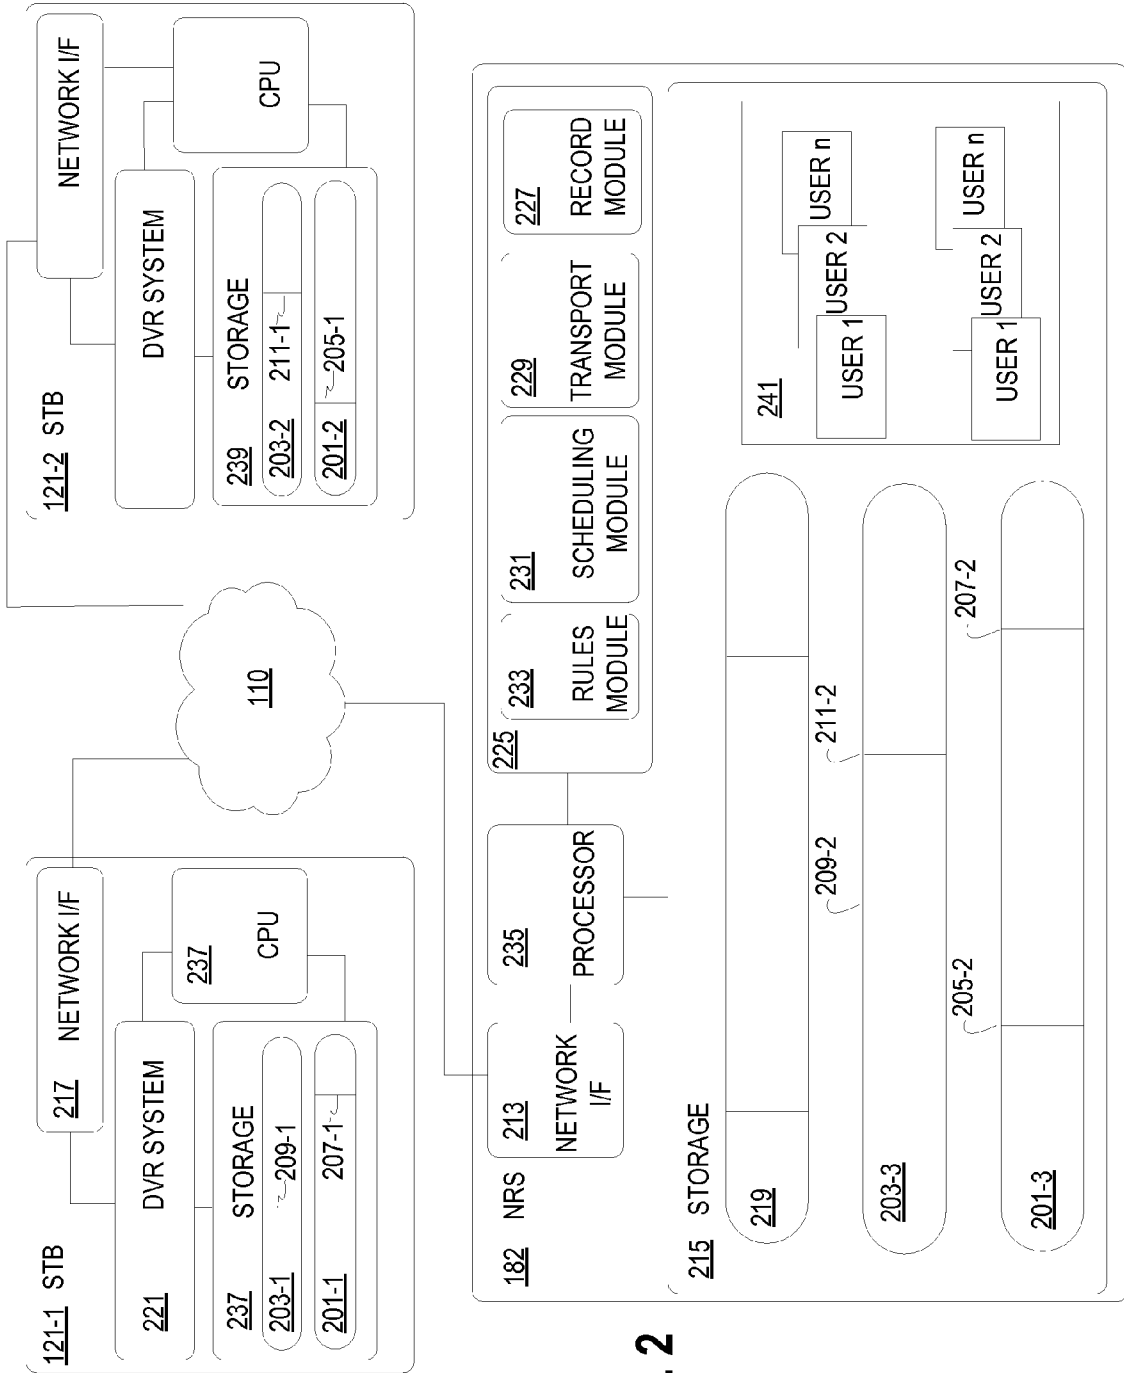 121-1 STB
NETWORK I/F
217
DVR SYSTEM
221
CPU
237
STORAGE
237
203-1
209-1
201-1
207-1
110
121-2 STB
NETWORK I/F
DVR SYSTEM
CPU
STORAGE
239
203-2
211-1
201-2
205-1
182 NRS
213
NETWORK
I/F
235
PROCESSOR
225
233
RULES
MODULE
231
SCHEDULING
MODULE
229
TRANSPORT
MODULE
227
RECORD
MODULE
215 STORAGE
219
209-2
211-2
203-3
205-2
207-2
201-3
241
USER 1
USER 2
USER n
USER 1
USER 2
USER n
. 2